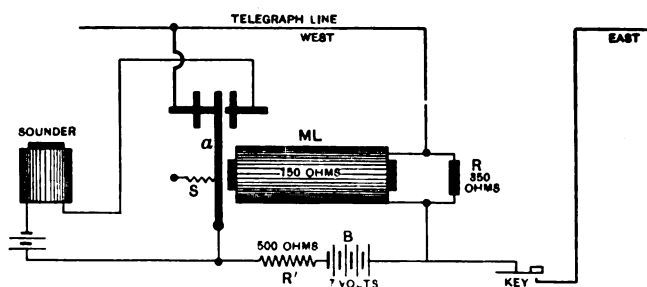 TELEGRAPH LINE
WEST
EAST
SOUNDER
a
ML
150 OHMS
R
350
OHMS
S
500 OHMS
B
R'
7 VOLTS
KEY